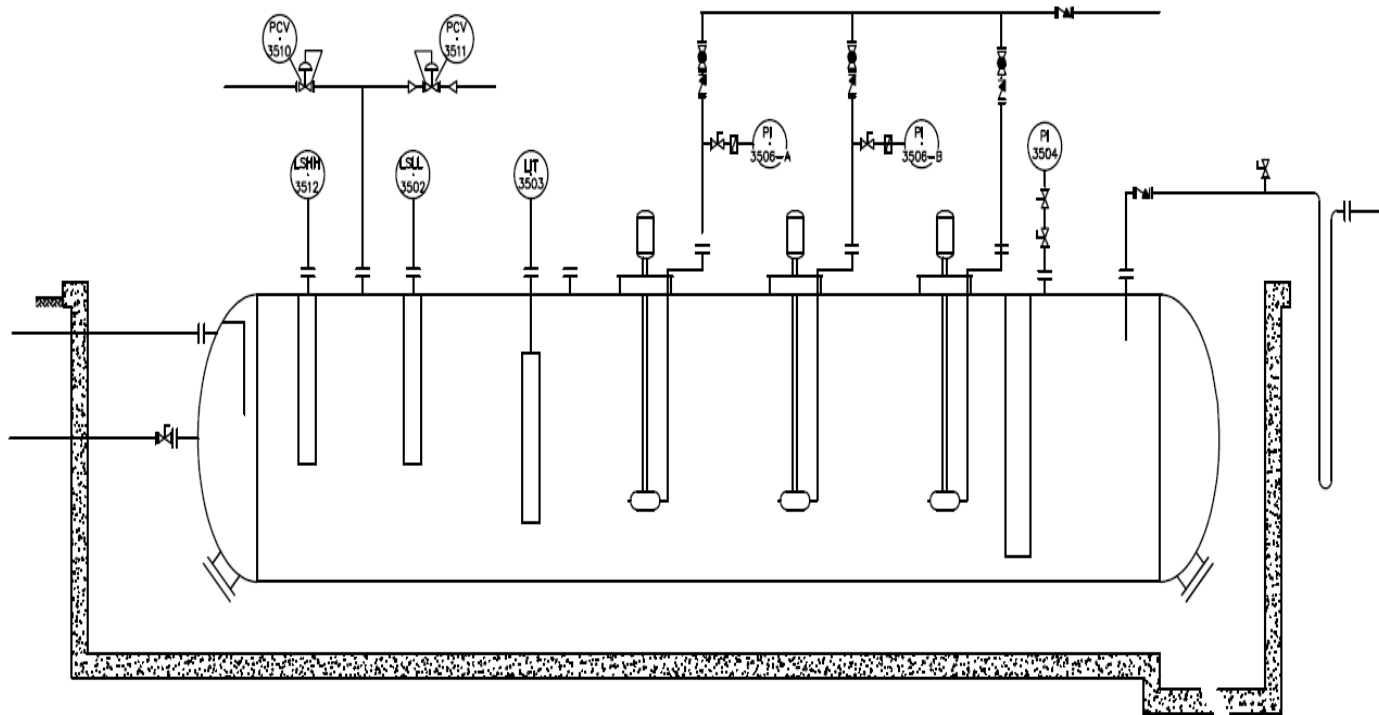 PCV
3510
PCV
3511
LSHH
3512
LSLL
3502
LIT
3503
PI
3506-A
PI
3506-B
PI
3504